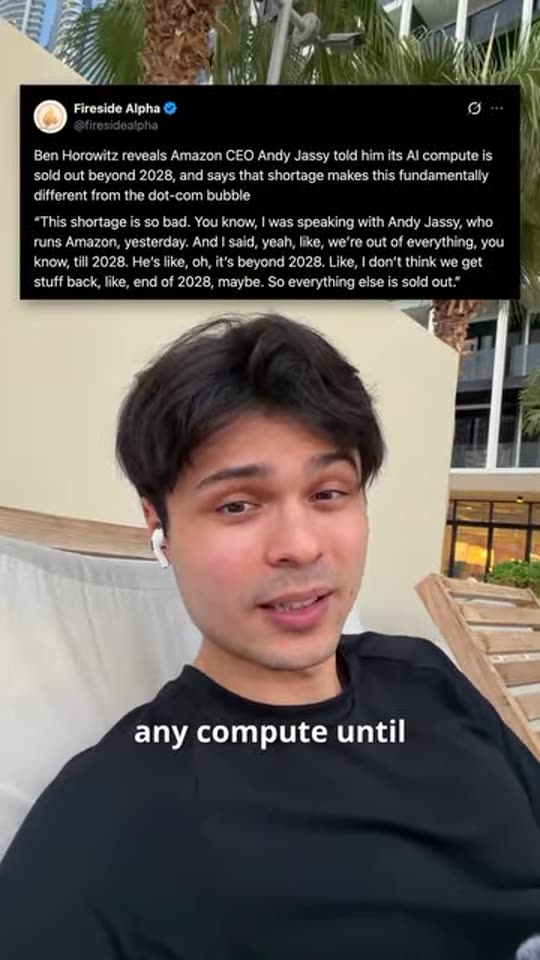 Fireside Alpha
@firesidealpha
Ben Horowitz reveals Amazon CEO Andy Jassy told him its AI compute is
sold out beyond 2028, and says that shortage makes this fundamentally
different from the dot-com bubble
“This shortage is so bad. You know, I was speaking with Andy Jassy, who
runs Amazon, yesterday. And I said, yeah, like, we’re out of everything, you
know, till 2028. He’s like, oh, it’s beyond 2028. Like, I don’t think we get
stuff back, like, end of 2028, maybe. So everything else is sold out.”
any compute until